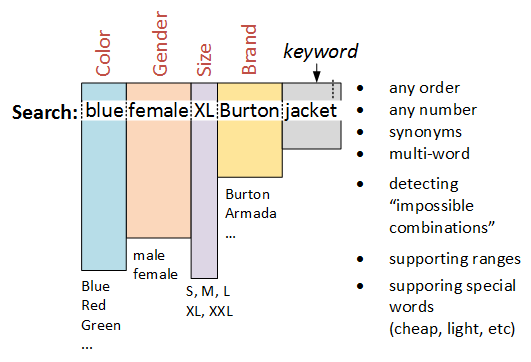 Color
Gender
Size
Brand
keyword
Search: blue female XL Burton jacket
Blue
Red
Green
...
male
female
S, M, L
XL, XXL
Burton
Armada
...
• any order
• any number
• synonyms
• multi-word
• detecting
"impossible
combinations"
• supporting ranges
• supporing special
words
(cheap, light, etc)